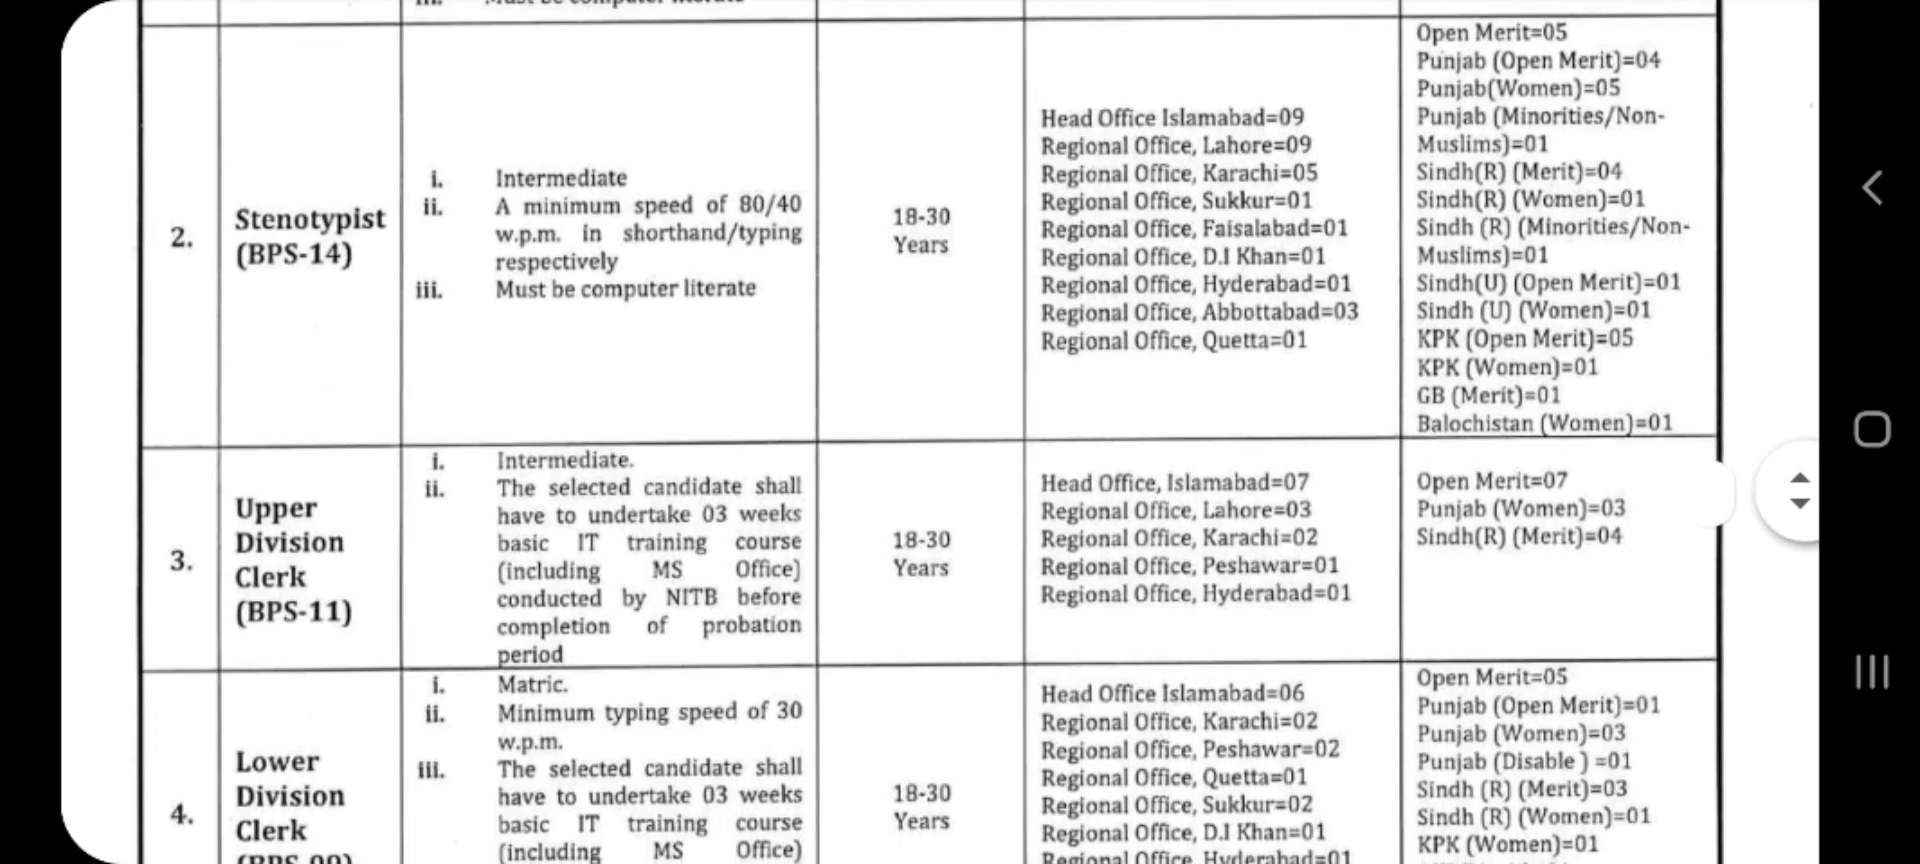 iii. Must be computer literate
2.
Stenotypist
(BPS-14)
i. Intermediate
ii. A minimum speed of 80/40
w.p.m. in shorthand/typing
respectively
iii. Must be computer literate
18-30
Years
Head Office Islamabad=09
Regional Office, Lahore=09
Regional Office, Karachi=05
Regional Office, Sukkur=01
Regional Office, Faisalabad=01
Regional Office, D.I Khan=01
Regional Office, Hyderabad=01
Regional Office, Abbottabad=03
Regional Office, Quetta=01
Open Merit=05
Punjab (Open Merit)=04
Punjab(Women)=05
Punjab (Minorities/Non-
Muslims)=01
Sindh(R) (Merit)=04
Sindh(R) (Women)=01
Sindh (R) (Minorities/Non-
Muslims)=01
Sindh(U) (Open Merit)=01
Sindh (U) (Women)=01
KPK (Open Merit)=05
KPK (Women)=01
GB (Merit)=01
Balochistan (Women)=01
3.
Upper
Division
Clerk
(BPS-11)
i. Intermediate.
ii. The selected candidate shall
have to undertake 03 weeks
basic IT training course
(including MS Office)
conducted by NITB before
completion of probation
period
18-30
Years
Head Office, Islamabad=07
Regional Office, Lahore=03
Regional Office, Karachi=02
Regional Office, Peshawar=01
Regional Office, Hyderabad=01
Open Merit=07
Punjab (Women)=03
Sindh(R) (Merit)=04
4.
Lower
Division
Clerk
(BPS-09)
i. Matric.
ii. Minimum typing speed of 30
w.p.m.
iii. The selected candidate shall
have to undertake 03 weeks
basic IT training course
(including MS Office)
18-30
Years
Head Office Islamabad=06
Regional Office, Karachi=02
Regional Office, Peshawar=02
Regional Office, Quetta=01
Regional Office, Sukkur=02
Regional Office, D.I Khan=01
Regional Office, Hyderabad=01
Open Merit=05
Punjab (Open Merit)=01
Punjab (Women)=03
Punjab (Disable ) =01
Sindh (R) (Merit)=03
Sindh (R) (Women)=01
KPK (Women)=01